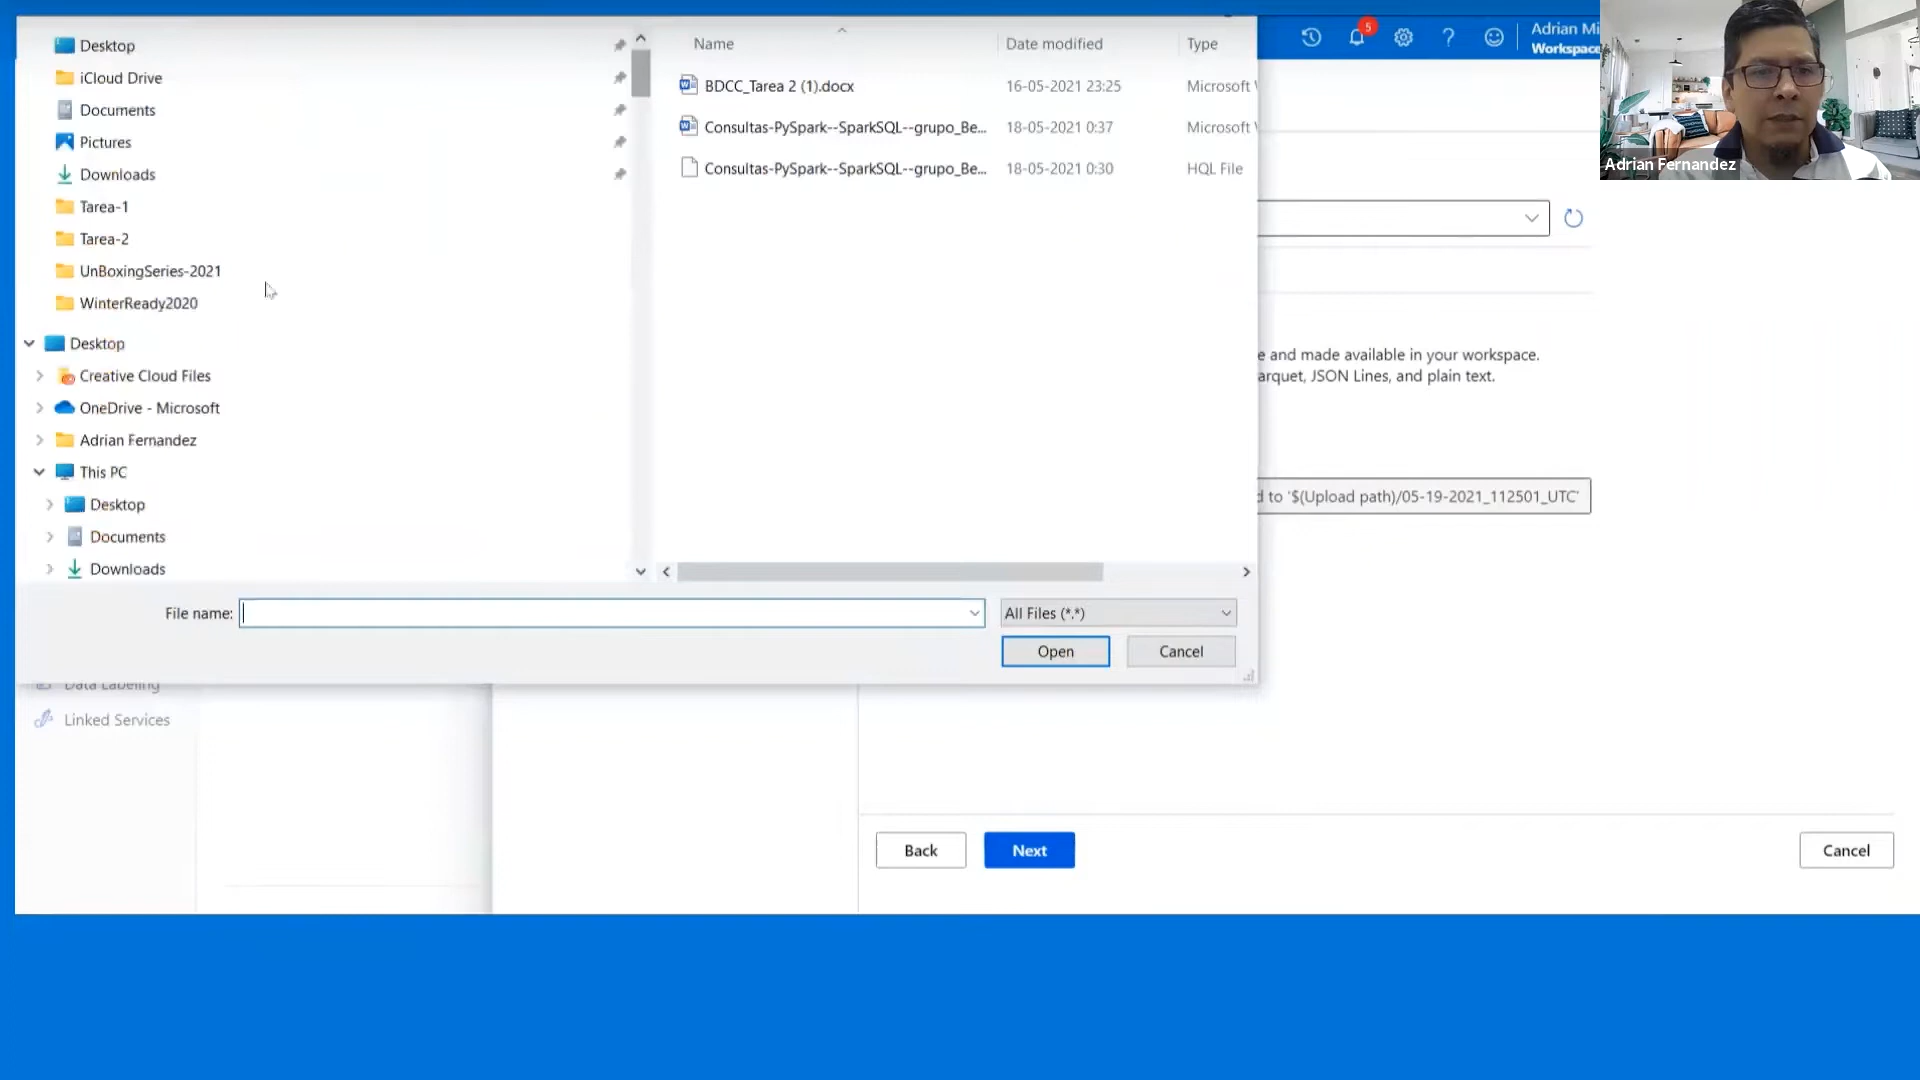 Desktop
iCloud Drive
Documents
Pictures
Downloads
Tarea-1
Tarea-2
UnBoxingSeries-2021
WinterReady2020
Desktop
Creative Cloud Files
OneDrive - Microsoft
Adrian Fernandez
This PC
Desktop
Documents
Downloads
Name Date modified Type
BDCC_Tarea 2 (1).docx 16-05-2021 23:25 Microsoft
Consultas-PySpark--SparkSQL--grupo_Be... 18-05-2021 0:37 Microsoft
Consultas-PySpark--SparkSQL--grupo_Be... 18-05-2021 0:30 HQL File
File name: All Files (*.*)
Open Cancel
5
?
Adrian Mi
Workspace
Adrian Fernandez
e and made available in your workspace.
arquet, JSON Lines, and plain text.
d to '$(Upload path)/05-19-2021_112501_UTC'
Data Labeling
Linked Services
Back Next Cancel